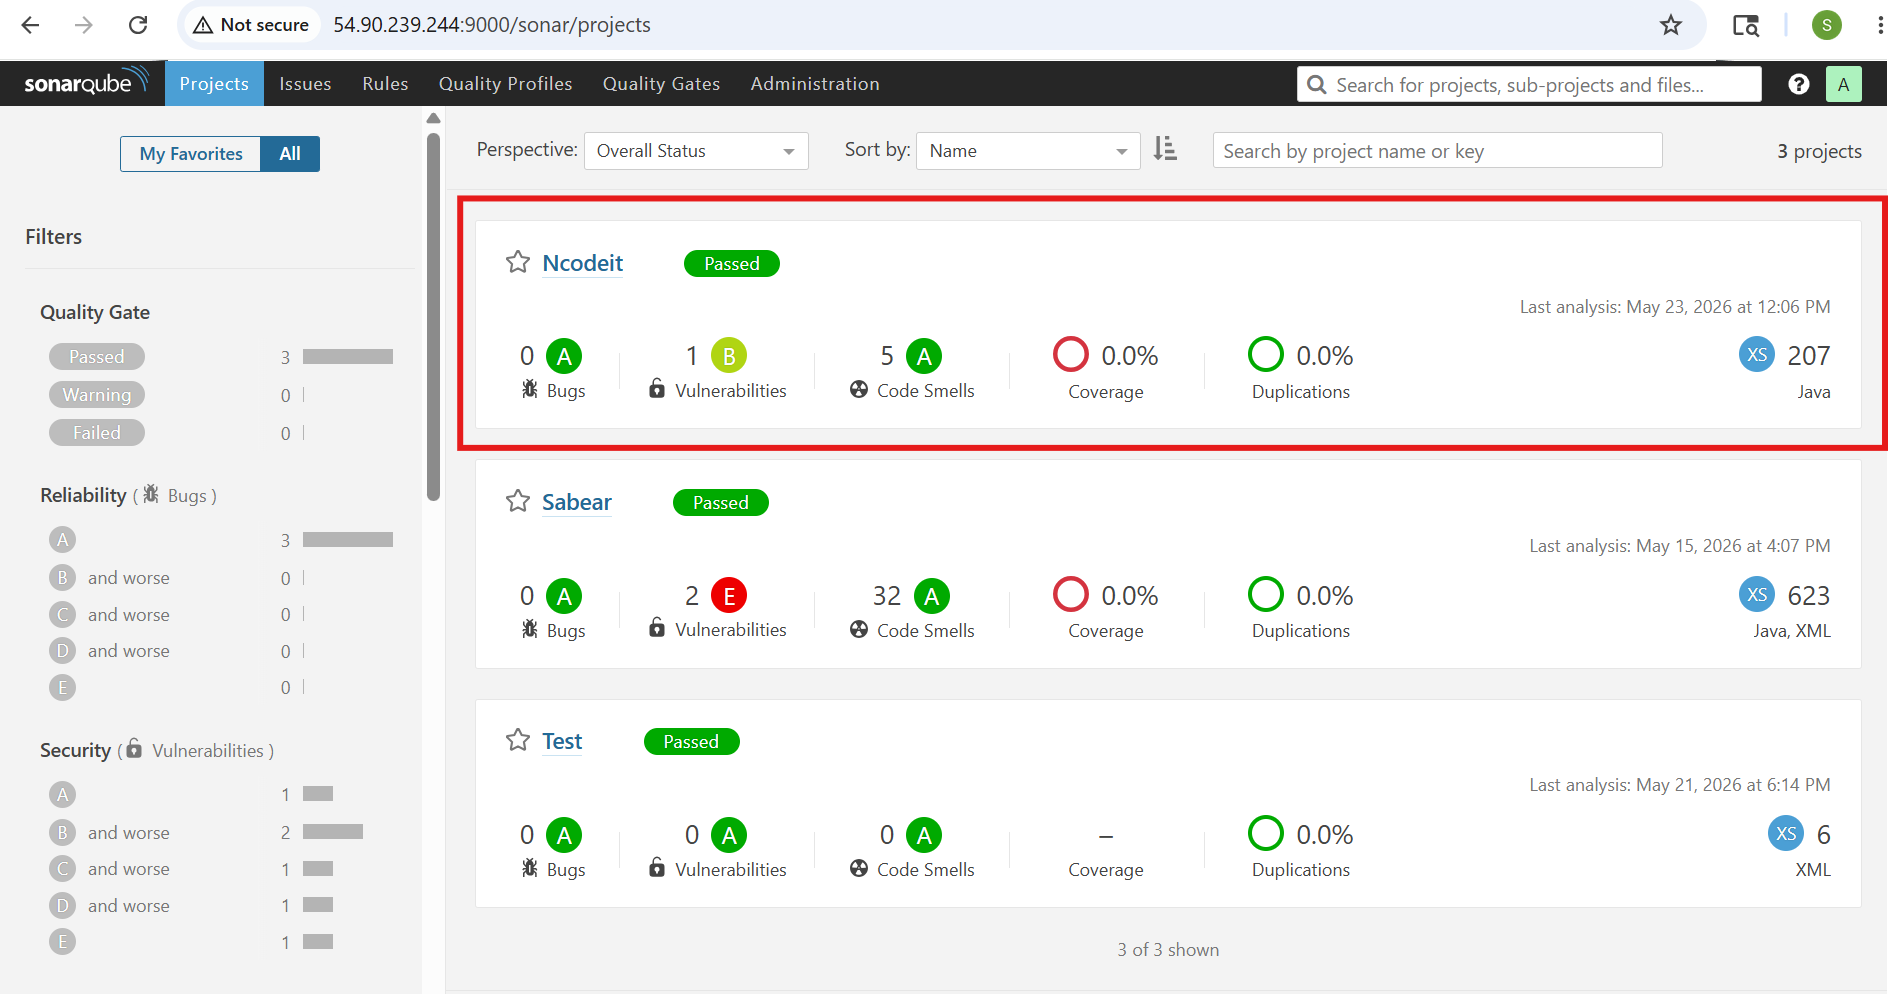 Not secure 54.90.239.244:9000/sonar/projects S
sonarqube Projects Issues Rules Quality Profiles Quality Gates Administration Search for projects, sub-projects and files... ? A
My Favorites All
Filters
Quality Gate
Passed 3
Warning 0
Failed 0
Reliability ( Bugs )
A 3
B and worse 0
C and worse 0
D and worse 0
E 0
Security ( Vulnerabilities )
A 1
B and worse 2
C and worse 1
D and worse 1
E 1
Perspective: Overall Status Sort by: Name Search by project name or key 3 projects
Ncodeit Passed
Last analysis: May 23, 2026 at 12:06 PM
0 A 1 B 5 A 0.0% 0.0% XS 207
Bugs Vulnerabilities Code Smells Coverage Duplications Java
Sabear Passed
Last analysis: May 15, 2026 at 4:07 PM
0 A 2 E 32 A 0.0% 0.0% XS 623
Bugs Vulnerabilities Code Smells Coverage Duplications Java, XML
Test Passed
Last analysis: May 21, 2026 at 6:14 PM
0 A 0 A 0 A – 0.0% XS 6
Bugs Vulnerabilities Code Smells Coverage Duplications XML
3 of 3 shown